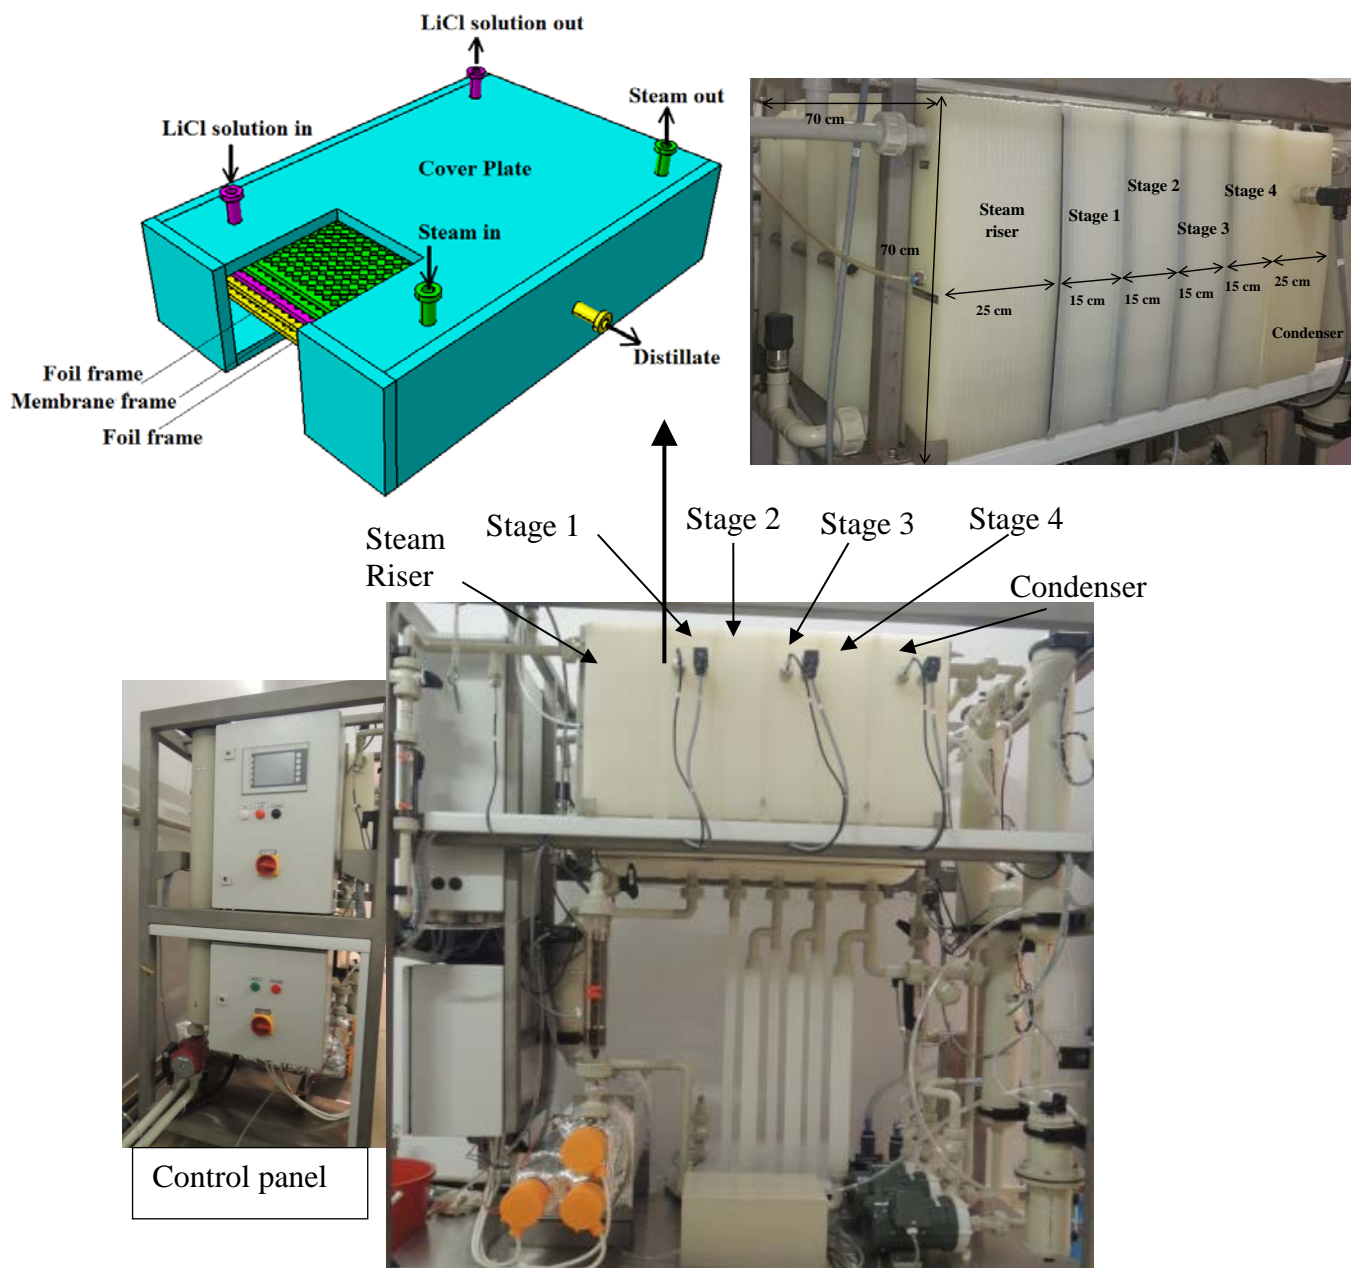 LiCl solution out
Steam out
LiCl solution in
Cover Plate
Steam in
Distillate
Foil frame
Membrane frame
Foil frame
70 cm
70 cm
Steam
riser
Stage 1
Stage 2
Stage 3
Stage 4
25 cm
15 cm
15 cm
15 cm
15 cm
25 cm
Condenser
Steam
Riser
Stage 1
Stage 2
Stage 3
Stage 4
Condenser
Control panel